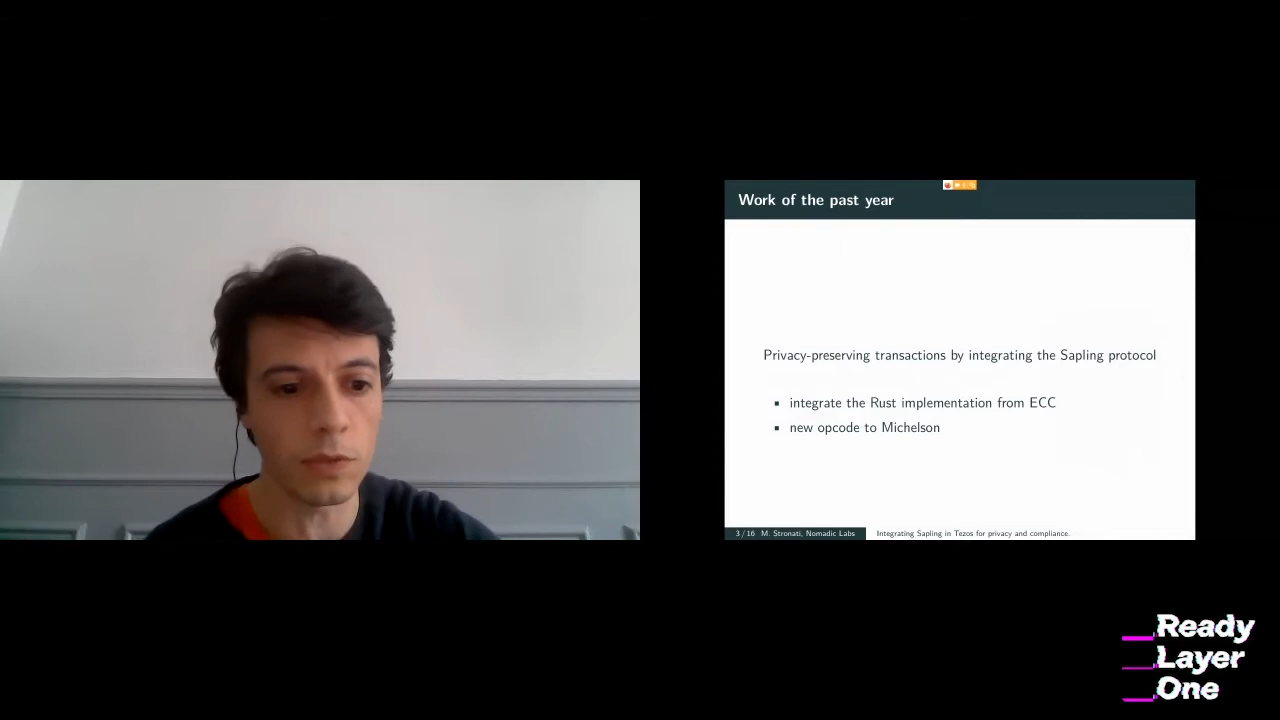 Work of the past year
Privacy-preserving transactions by integrating the Sapling protocol
▪ integrate the Rust implementation from ECC
▪ new opcode to Michelson
3 / 16 M. Stronati, Nomadic Labs
Integrating Sapling in Tezos for privacy and compliance.
Ready
Layer
One